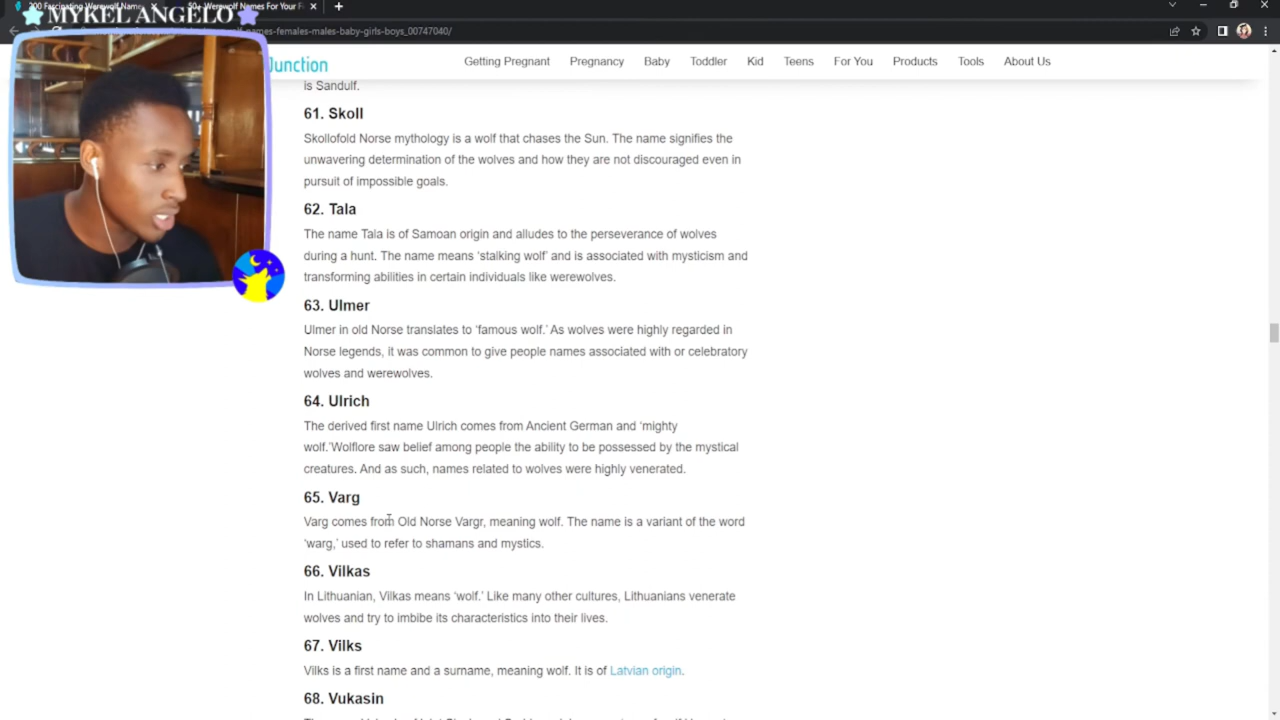 200 Fascinating Werewolf Name
50+ Werewolf Names For Your F
MYKEL ANGELO
names-females-males-baby-girls-boys_00747040/
Junction
Getting Pregnant Pregnancy Baby Toddler Kid Teens For You Products Tools About Us
is Sandulf.
61. Skoll
Skollofold Norse mythology is a wolf that chases the Sun. The name signifies the
unwavering determination of the wolves and how they are not discouraged even in
pursuit of impossible goals.
62. Tala
The name Tala is of Samoan origin and alludes to the perseverance of wolves
during a hunt. The name means ‘stalking wolf’ and is associated with mysticism and
transforming abilities in certain individuals like werewolves.
63. Ulmer
Ulmer in old Norse translates to ‘famous wolf.’ As wolves were highly regarded in
Norse legends, it was common to give people names associated with or celebratory
wolves and werewolves.
64. Ulrich
The derived first name Ulrich comes from Ancient German and ‘mighty
wolf.’Wolflore saw belief among people the ability to be possessed by the mystical
creatures. And as such, names related to wolves were highly venerated.
65. Varg
Varg comes from Old Norse Vargr, meaning wolf. The name is a variant of the word
‘warg,’ used to refer to shamans and mystics.
66. Vilkas
In Lithuanian, Vilkas means ‘wolf.’ Like many other cultures, Lithuanians venerate
wolves and try to imbibe its characteristics into their lives.
67. Vilks
Vilks is a first name and a surname, meaning wolf. It is of Latvian origin.
68. Vukasin